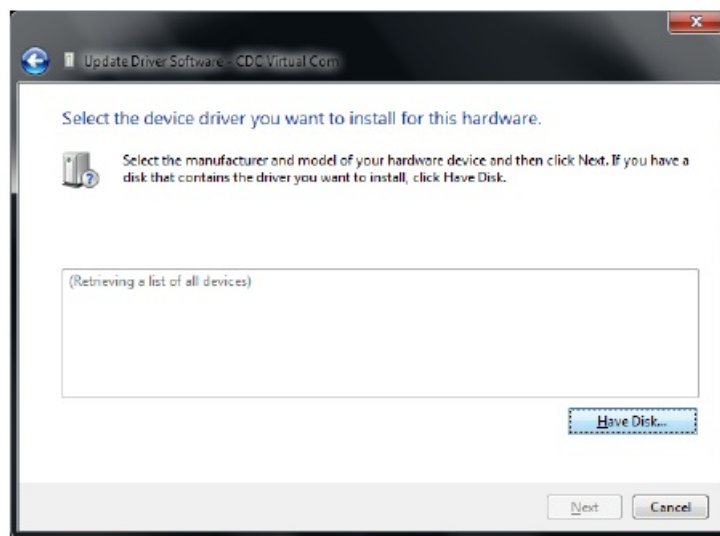 Update Driver Software - CDC Virtual Com
Select the device driver you want to install for this hardware.
Select the manufacturer and model of your hardware device and then click Next. If you have a
disk that contains the driver you want to install, click Have Disk.
(Retrieving a list of all devices)
Have Disk...
Next
Cancel